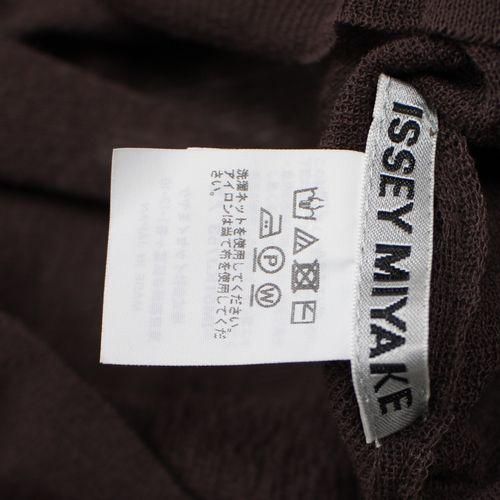 ISSEY MIYAKE
P
W
洗濯ネットを使用してください。
アイロンは当て布を使用してくだ
さい。